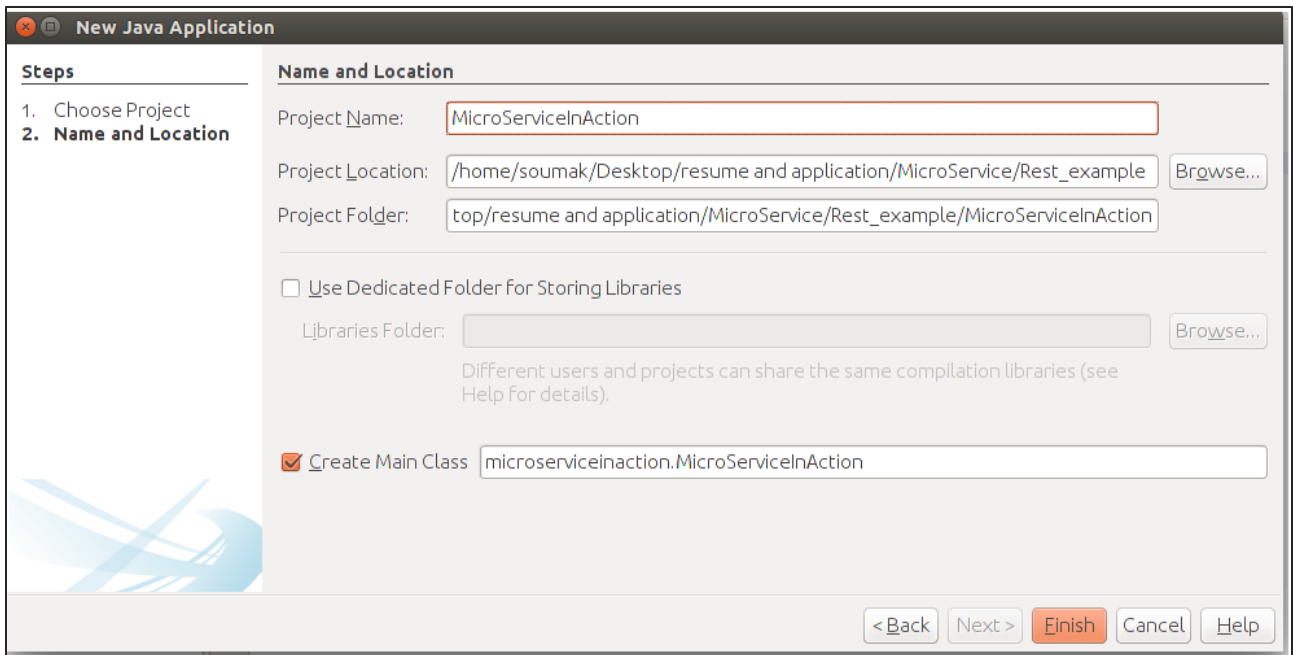 New Java Application
Steps
1. Choose Project
2. Name and Location
Name and Location
Project Name: MicroServiceInAction
Project Location: /home/soumak/Desktop/resume and application/MicroService/Rest_example Browse...
Project Folder: top/resume and application/MicroService/Rest_example/MicroServiceInAction
Use Dedicated Folder for Storing Libraries
Libraries Folder: Browse...
Different users and projects can share the same compilation libraries (see
Help for details).
Create Main Class microserviceinaction.MicroServiceInAction
< Back Next > Finish Cancel Help